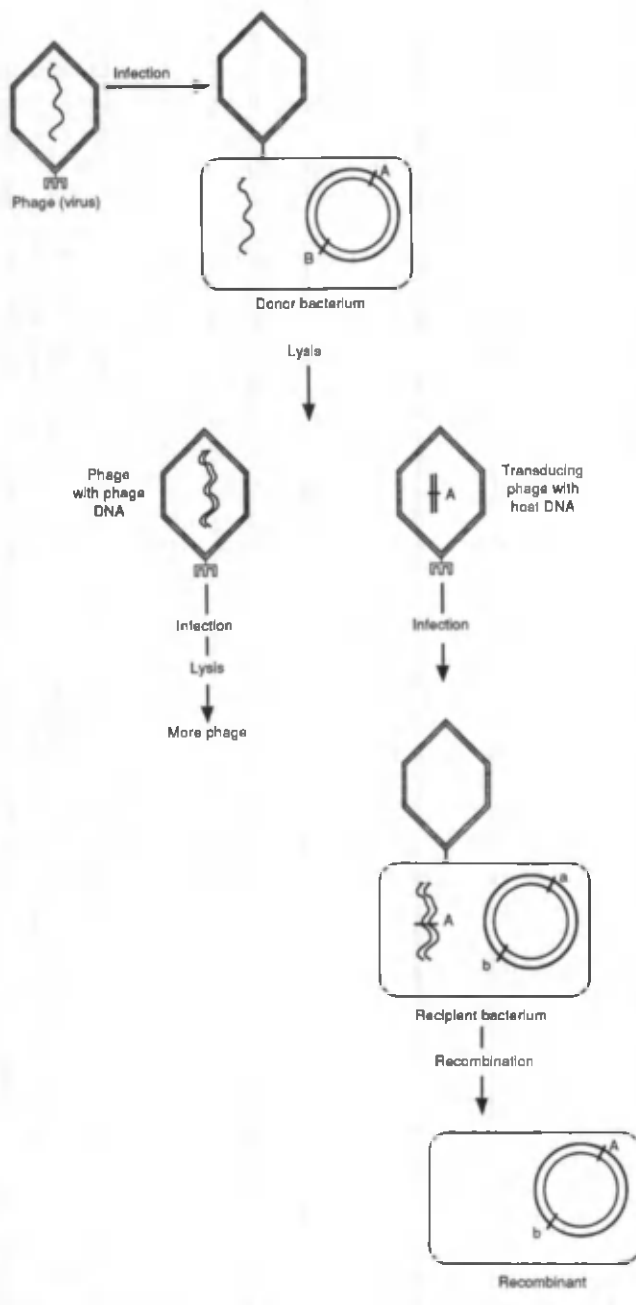 Infection
Phage (virus)
A
B
Donor bacterium
Lysis
Phage
with phage
DNA
A
Transducing
phage with
host DNA
Infection
Lysis
More phage
Infection
A
a
b
Recipient bacterium
Recombination
A
b
Recombinant